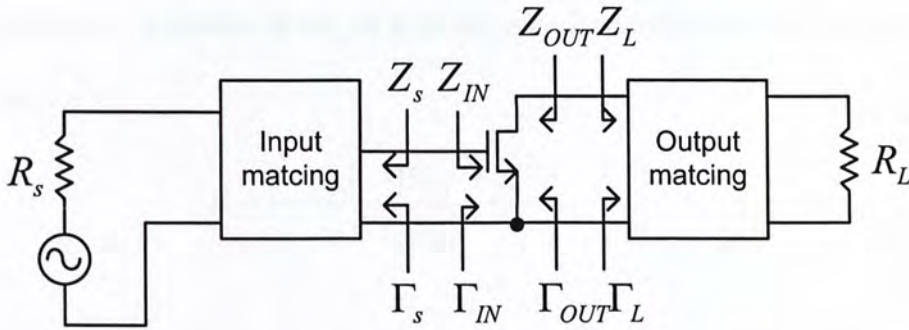 Z_OUT Z_L
Z_s Z_IN
Input
matcing
Output
matcing
R_s
R_L
Γ_s Γ_IN Γ_OUT Γ_L